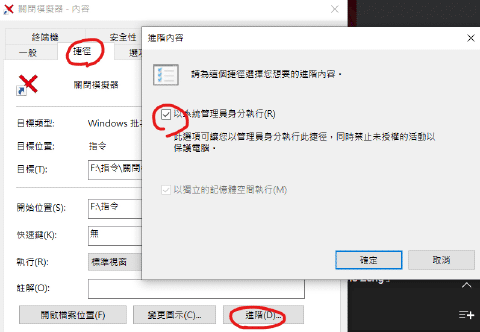 關閉模擬器 - 內容
終端機 安全性
一般 捷徑
關閉模擬器
目標類型: Windows 批
目標位置: 指令
目標(T): F:\指令\關閉
開始位置(S): F:\指令
快速鍵(K): 無
執行(R): 標準視窗
註解(O):
開啟檔案位置(F) 變更圖示(C)... 進階(D)...
進階內容
請為這個捷徑選擇您想要的進階內容。
以系統管理員身分執行(R)
此選項可讓您以管理員身分執行此捷徑，同時禁止未授權的活動以
保護電腦。
以獨立的記憶體空間執行(M)
確定 取消